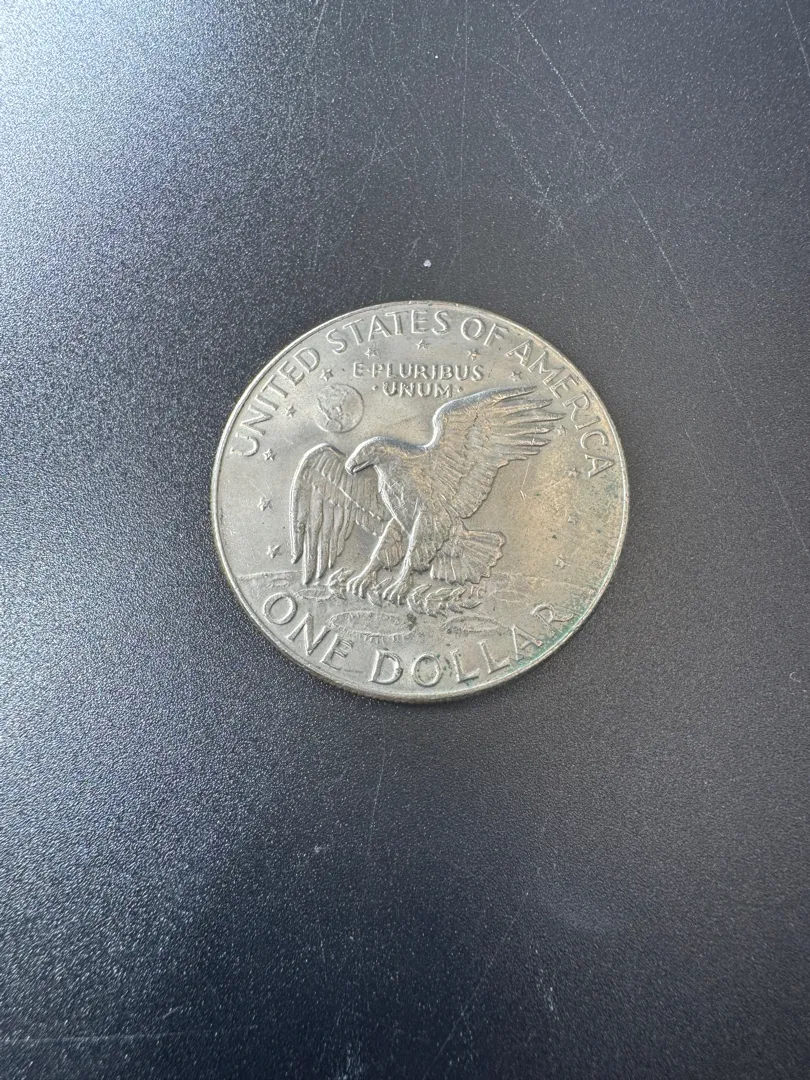 UNITED STATES OF AMERICA
E·PLURIBUS
·UNUM·
ONE DOLLAR